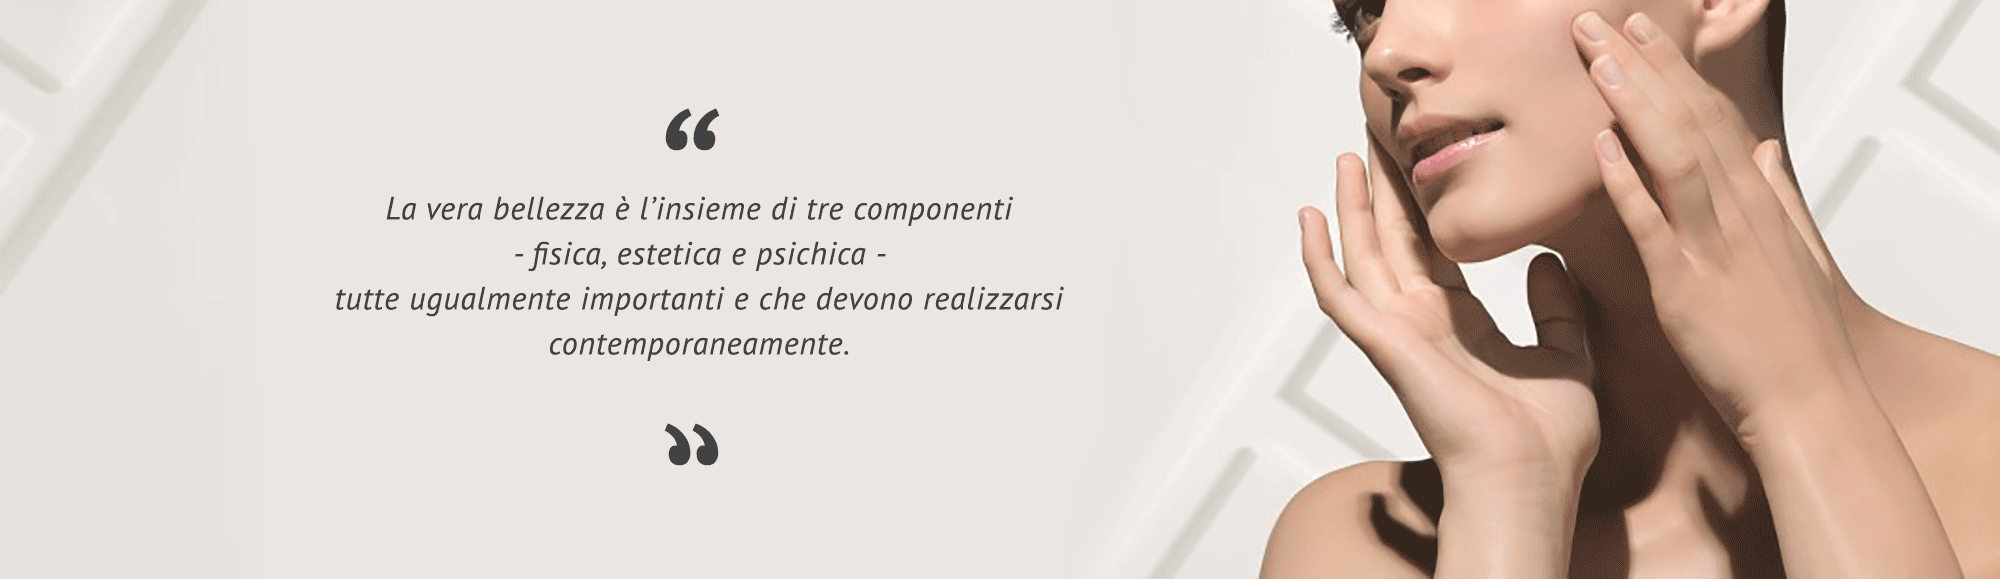 “
La vera bellezza è l’insieme di tre componenti
- fisica, estetica e psichica -
tutte ugualmente importanti e che devono realizzarsi
contemporaneamente.
”